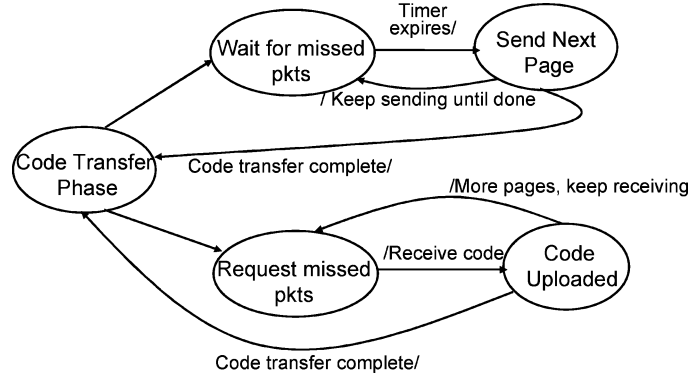 Timer
expires/
Wait for missed
pkts
Send Next
Page
/ Keep sending until done
Code Transfer
Phase
Code transfer complete/
/More pages, keep receiving
Request missed
pkts
/Receive code
Code
Uploaded
Code transfer complete/